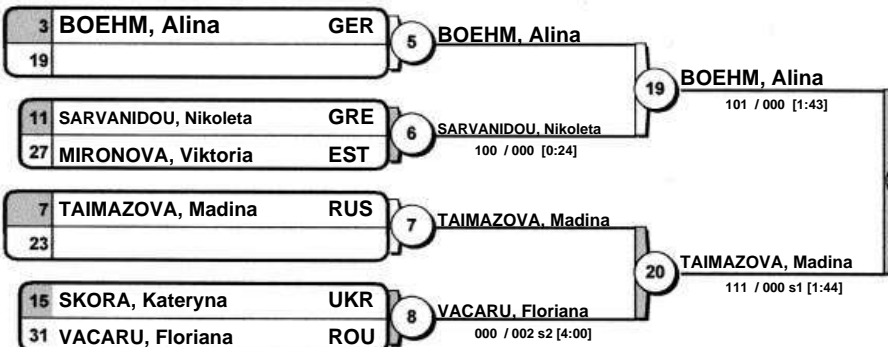 3 BOEHM, Alina GER
19
5 BOEHM, Alina
11 SARVANIDOU, Nikoleta GRE
27 MIRONOVA, Viktoria EST
6 SARVANIDOU, Nikoleta
100 / 000 [0:24]
19 BOEHM, Alina
101 / 000 [1:43]
7 TAIMAZOVA, Madina RUS
23
7 TAIMAZOVA, Madina
15 SKORA, Kateryna UKR
31 VACARU, Floriana ROU
8 VACARU, Floriana
000 / 002 s2 [4:00]
20 TAIMAZOVA, Madina
111 / 000 s1 [1:44]